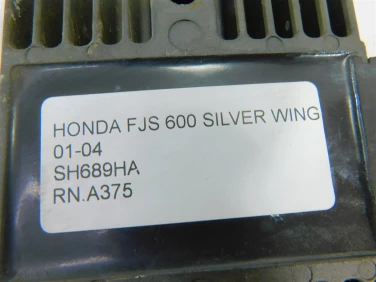 HONDA FJS 600 SILVER WING
01-04
SH689HA
RN.A375